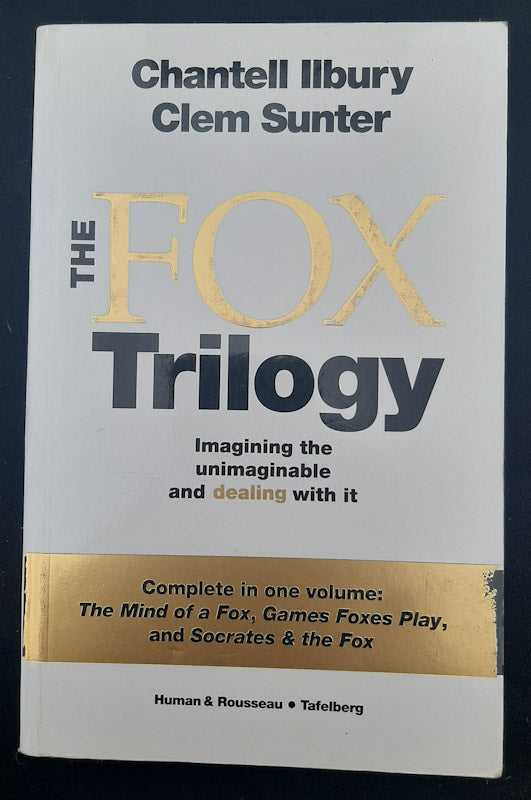 Chantell Ilbury
Clem Sunter
THE
FOX
Trilogy
Imagining the
unimaginable
and dealing with it
Complete in one volume:
The Mind of a Fox, Games Foxes Play,
and Socrates & the Fox
Human & Rousseau • Tafelberg